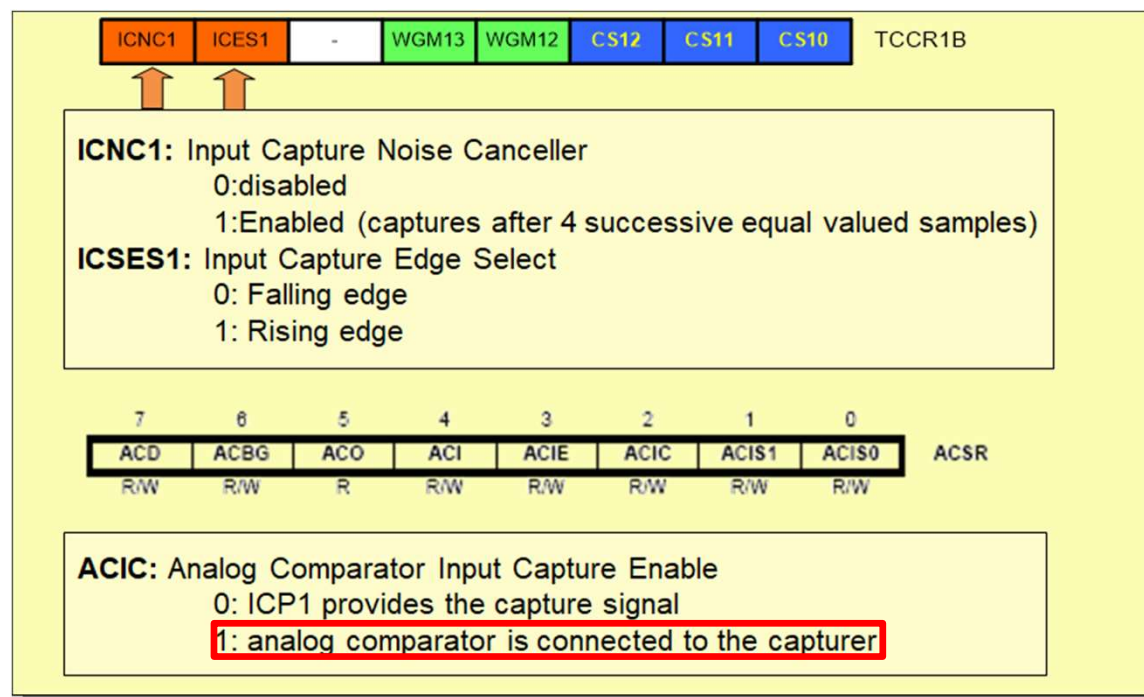 ICNC1 ICES1 - WGM13 WGM12 CS12 CS11 CS10 TCCR1B
ICNC1: Input Capture Noise Canceller
0:disabled
1:Enabled (captures after 4 successive equal valued samples)
ICSES1: Input Capture Edge Select
0: Falling edge
1: Rising edge
7 6 5 4 3 2 1 0
ACD ACBG ACO ACI ACIE ACIC ACIS1 ACIS0 ACSR
R/W R/W R R/W R/W R/W R/W R/W
ACIC: Analog Comparator Input Capture Enable
0: ICP1 provides the capture signal
1: analog comparator is connected to the capturer